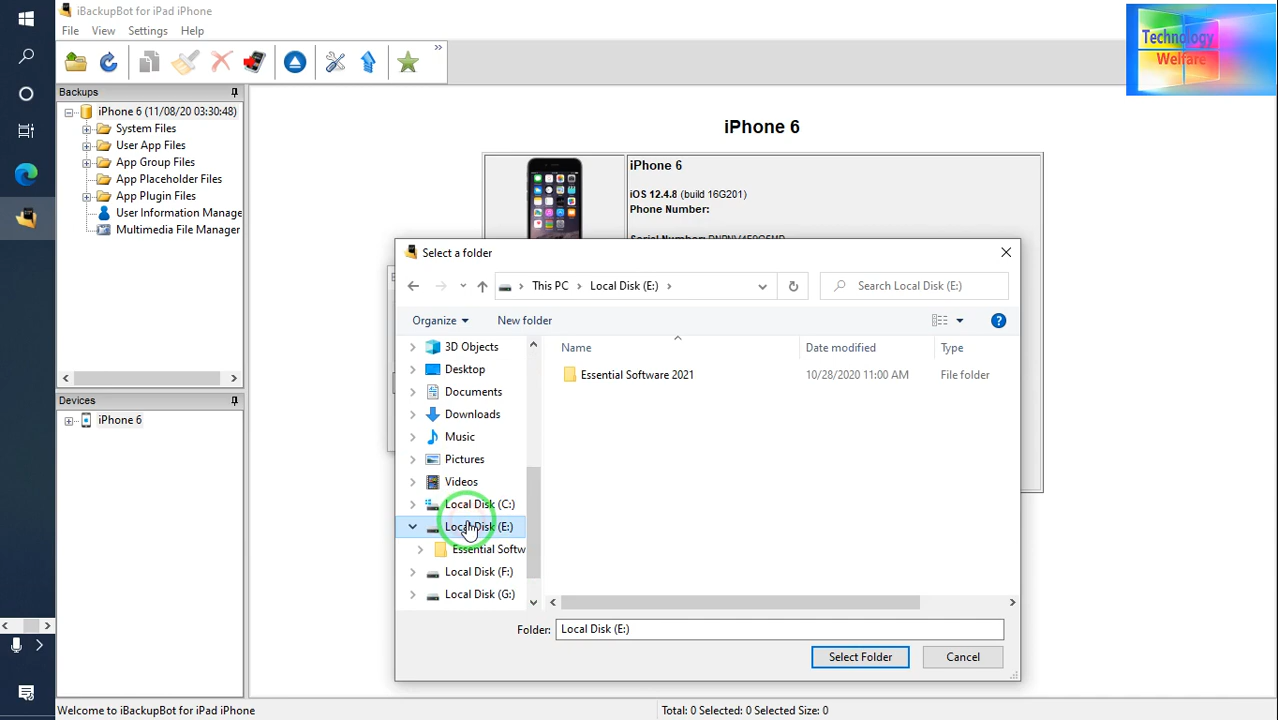 iBackupBot for iPad iPhone
File View Settings Help
»
Technology
Welfare
Backups
iPhone 6 (11/08/20 03:30:48)
System Files
User App Files
App Group Files
App Placeholder Files
App Plugin Files
User Information Manage
Multimedia File Manager
Devices
iPhone 6
iPhone 6
iPhone 6
iOS 12.4.8 (build 16G201)
Phone Number:
Select a folder
This PC > Local Disk (E:) >
Search Local Disk (E:)
Organize New folder
3D Objects
Desktop
Documents
Downloads
Music
Pictures
Videos
Local Disk (C:)
Local Disk (E:)
Essential Softw
Local Disk (F:)
Local Disk (G:)
Name Date modified Type
Essential Software 2021 10/28/2020 11:00 AM File folder
Folder: Local Disk (E:)
Select Folder Cancel
Welcome to iBackupBot for iPad iPhone
Total: 0 Selected: 0 Selected Size: 0